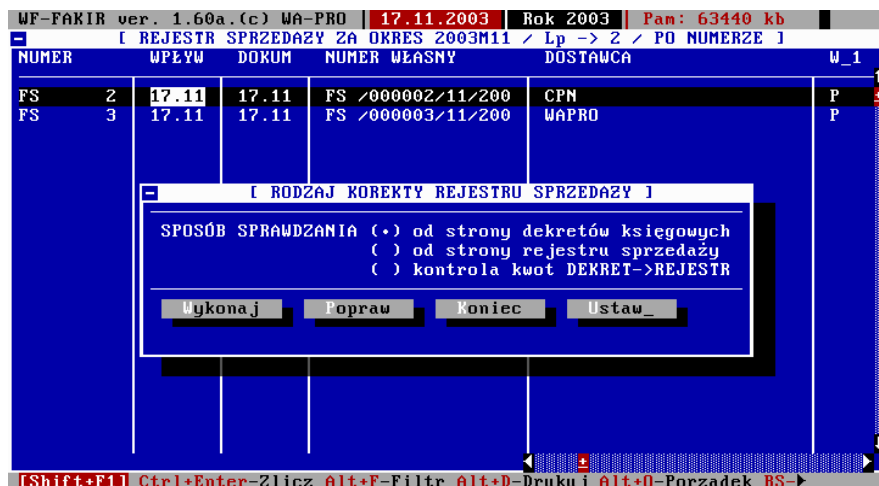 WF-FAKIR ver. 1.60a.(c) WA-PRO 17.11.2003 Rok 2003 Pam: 63440 kb
[ REJESTR SPRZEDAZY ZA OKRES 2003M11 / Lp -> 2 / PO NUMERZE ]
NUMER WPŁYW DOKUM NUMER WŁASNY DOSTAWCA W_1
FS 2 17.11 17.11 FS /000002/11/200 CPN P
FS 3 17.11 17.11 FS /000003/11/200 WAPRO P
[ RODZAJ KOREKTY REJESTRU SPRZEDAZY ]
SPOSÓB SPRAWDZANIA (•) od strony dekretów księgowych
( ) od strony rejestru sprzedaży
( ) kontrola kwot DEKRET->REJESTR
Wykonaj Popraw Koniec Ustaw_
[Shift+F1] Ctrl+Enter-Zlicz Alt+F-Filtr Alt+D-Drukuj Alt+O-Porządek BS-